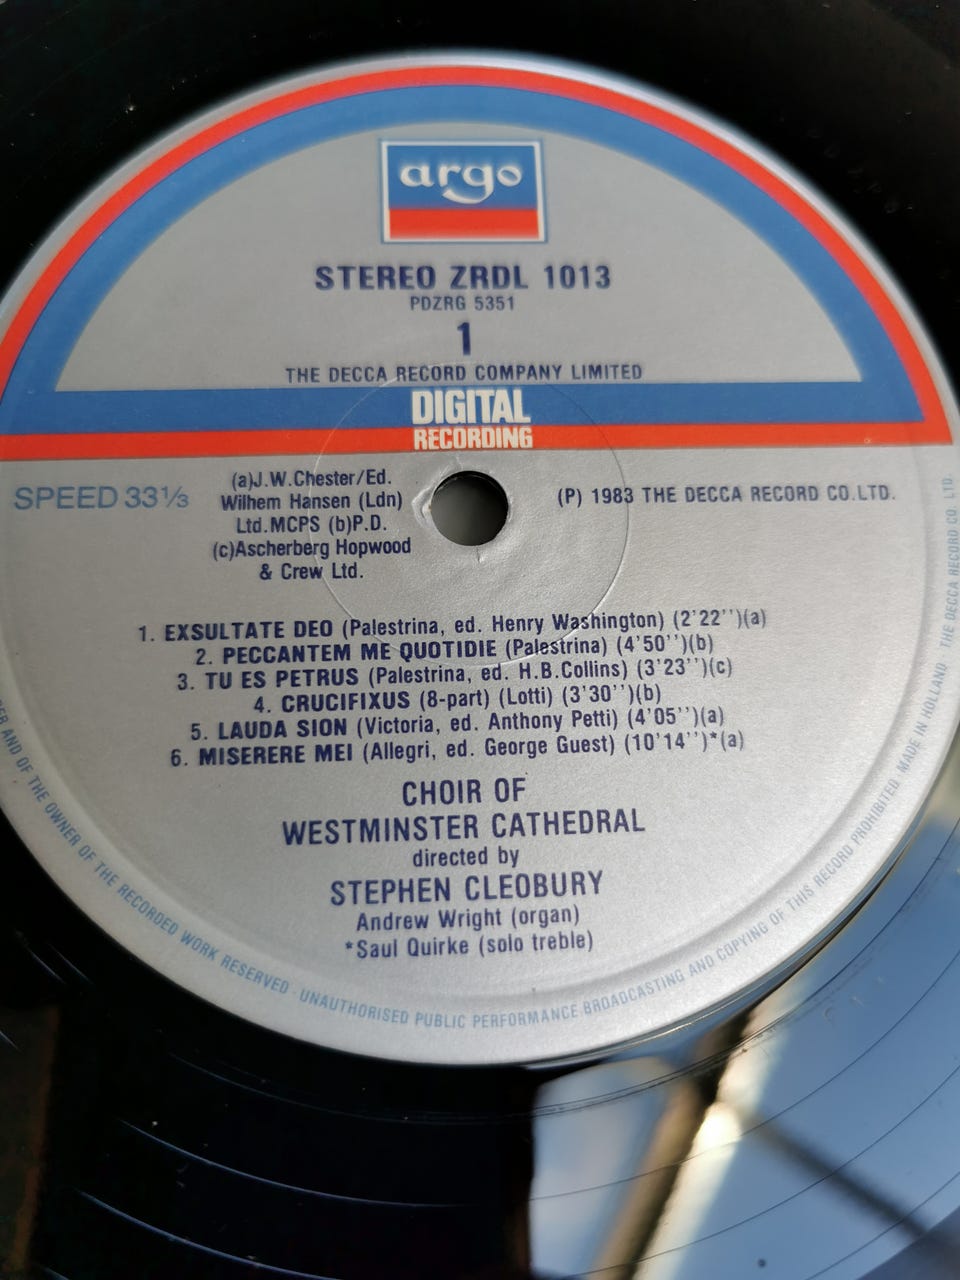 argo
STEREO ZRDL 1013
PDZRG 5351
1
THE DECCA RECORD COMPANY LIMITED
DIGITAL
RECORDING
SPEED 33⅓
(a)J.W.Chester/Ed.
Wilhem Hansen (Ldn)
Ltd.MCPS (b)P.D.
(c)Ascherberg Hopwood
& Crew Ltd.
(P) 1983 THE DECCA RECORD CO.LTD.
1. EXSULTATE DEO (Palestrina, ed. Henry Washington) (2'22'')(a)
2. PECCANTEM ME QUOTIDIE (Palestrina) (4'50'')(b)
3. TU ES PETRUS (Palestrina, ed. H.B.Collins) (3'23'')(c)
4. CRUCIFIXUS (8-part) (Lotti) (3'30'')(b)
5. LAUDA SION (Victoria, ed. Anthony Petti) (4'05'')(a)
6. MISERERE MEI (Allegri, ed. George Guest) (10'14'')*(a)
CHOIR OF
WESTMINSTER CATHEDRAL
directed by
STEPHEN CLEOBURY
Andrew Wright (organ)
*Saul Quirke (solo treble)
AND OF THE OWNER OF THE RECORDED WORK RESERVED · UNAUTHORISED PUBLIC PERFORMANCE BROADCASTING AND COPYING OF THIS RECORD PROHIBITED · MADE IN HOLLAND THE DECCA RECORD CO. LTD.